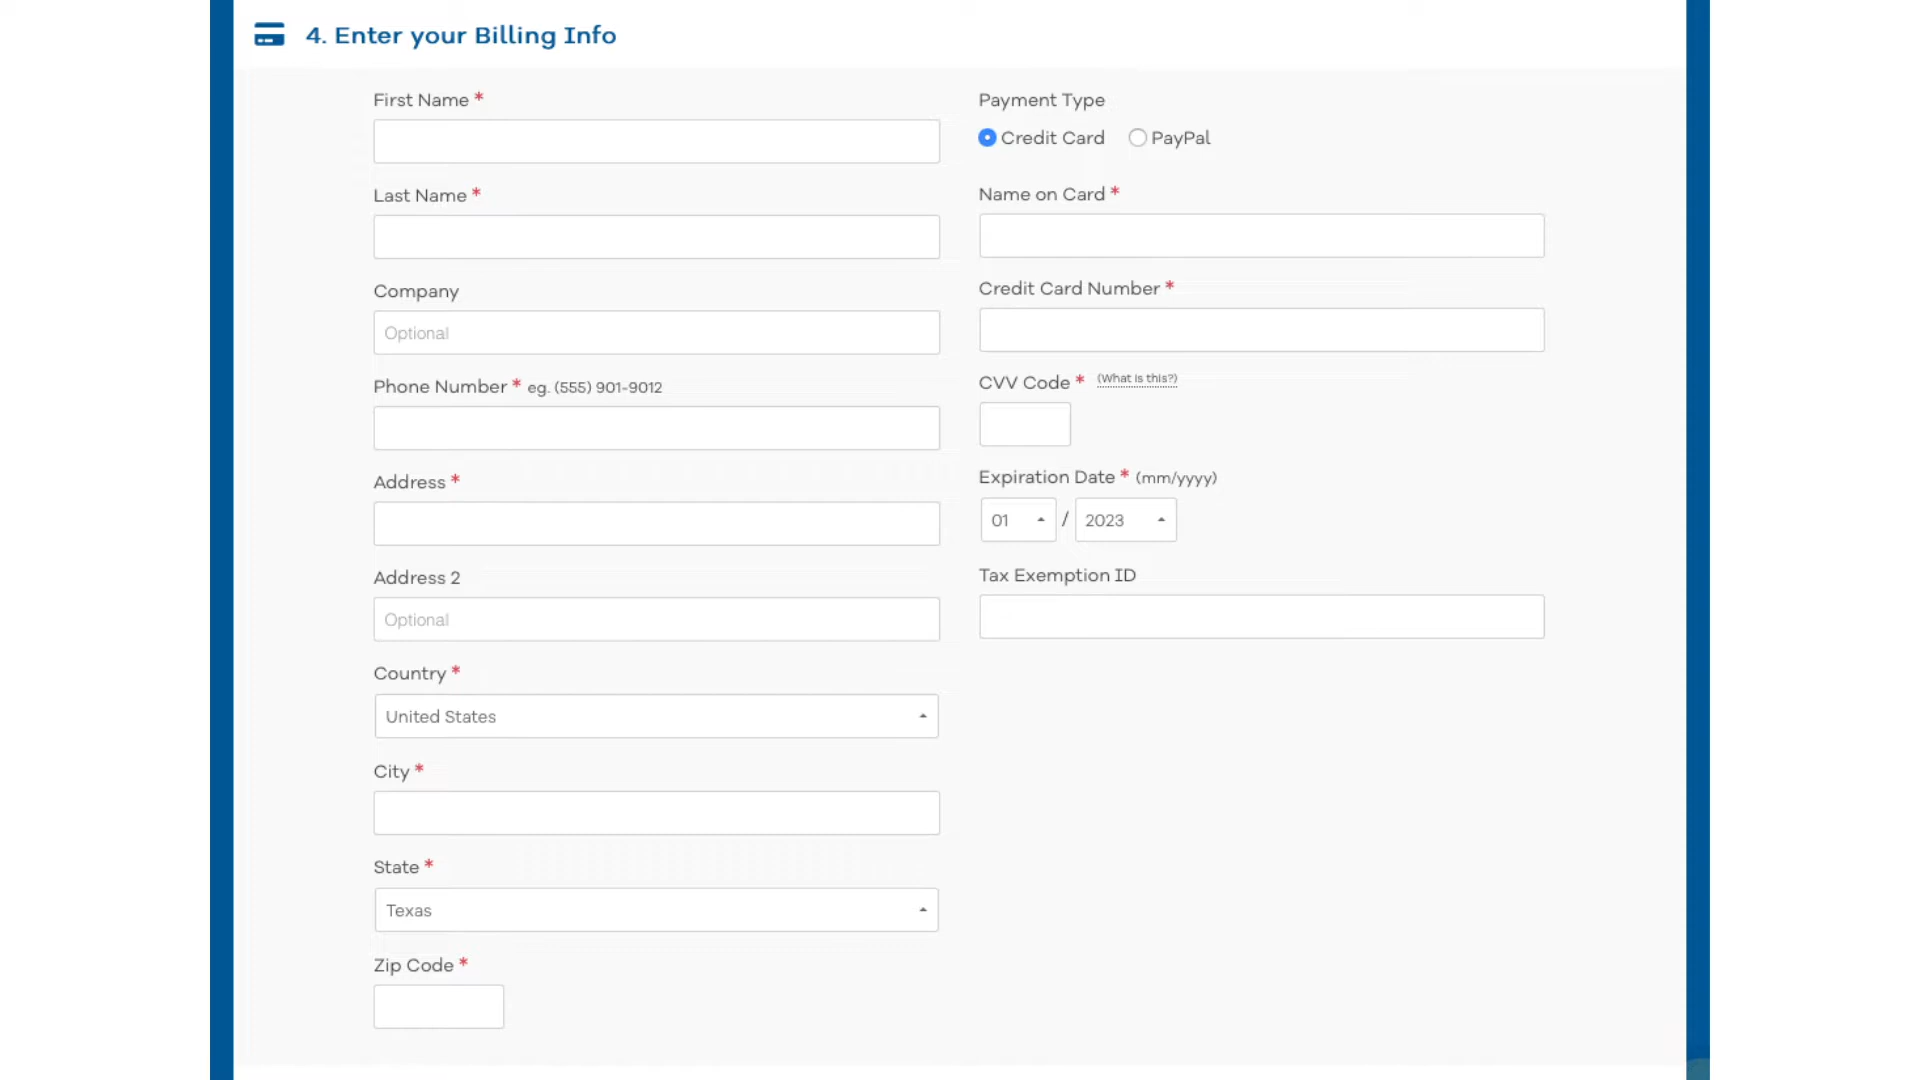 4. Enter your Billing Info
First Name *
Last Name *
Company
Optional
Phone Number * eg. (555) 901-9012
Address *
Address 2
Optional
Country *
United States
City *
State *
Texas
Zip Code *
Payment Type
Credit Card PayPal
Name on Card *
Credit Card Number *
CVV Code * (What is this?)
Expiration Date * (mm/yyyy)
01 / 2023
Tax Exemption ID